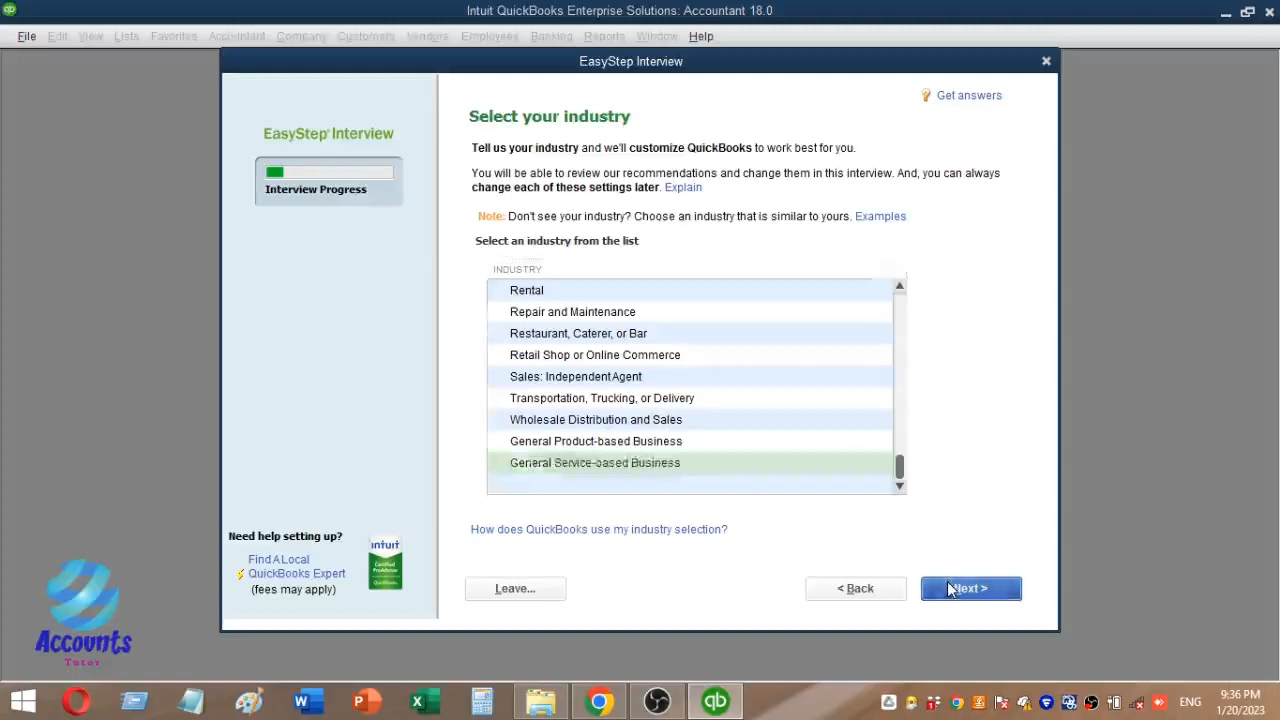 Intuit QuickBooks Enterprise Solutions: Accountant 18.0
File Edit View Lists Favorites Accountant Company Customers Vendors Employees Banking Reports Window Help
EasyStep Interview
Get answers
EasyStep Interview
Interview Progress
Select your industry
Tell us your industry and we'll customize QuickBooks to work best for you.
You will be able to review our recommendations and change them in this interview. And, you can always
change each of these settings later. Explain
Note: Don't see your industry? Choose an industry that is similar to yours. Examples
Select an industry from the list
INDUSTRY
Rental
Repair and Maintenance
Restaurant, Caterer, or Bar
Retail Shop or Online Commerce
Sales: Independent Agent
Transportation, Trucking, or Delivery
Wholesale Distribution and Sales
General Product-based Business
General Service-based Business
How does QuickBooks use my industry selection?
Need help setting up?
Find A Local
QuickBooks Expert
(fees may apply)
intuit
Leave...
< Back
Next >
Accounts
Tutor
ENG
9:36 PM
1/20/2023